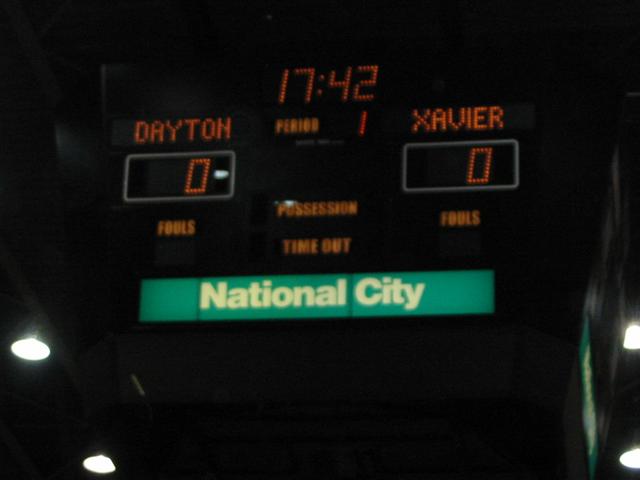 17:42
DAYTON PERIOD 1 XAVIER
0 0
POSSESSION
FOULS FOULS
TIME OUT
National City